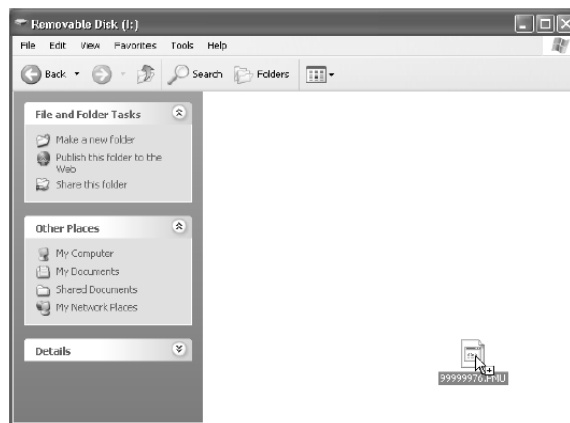 Removable Disk (I:)
File Edit View Favorites Tools Help
Back Search Folders
File and Folder Tasks
Make a new folder
Publish this folder to the
Web
Share this folder
Other Places
My Computer
My Documents
Shared Documents
My Network Places
Details
99999976.FMU